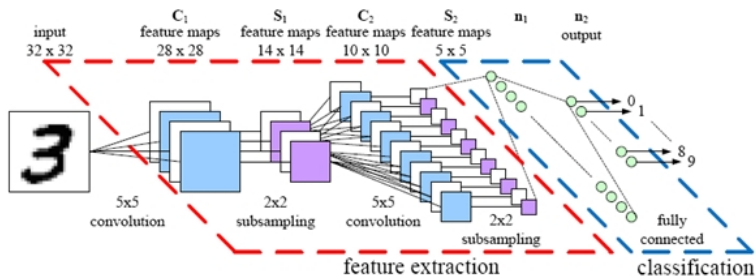 C₁
S₁
C₂
S₂
n₁
n₂
input
feature maps
feature maps
feature maps
feature maps
output
32 x 32
28 x 28
14 x 14
10 x 10
5 x 5
0
1
8
9
3
5x5
convolution
2x2
subsampling
5x5
convolution
2x2
subsampling
fully
connected
feature extraction
classification